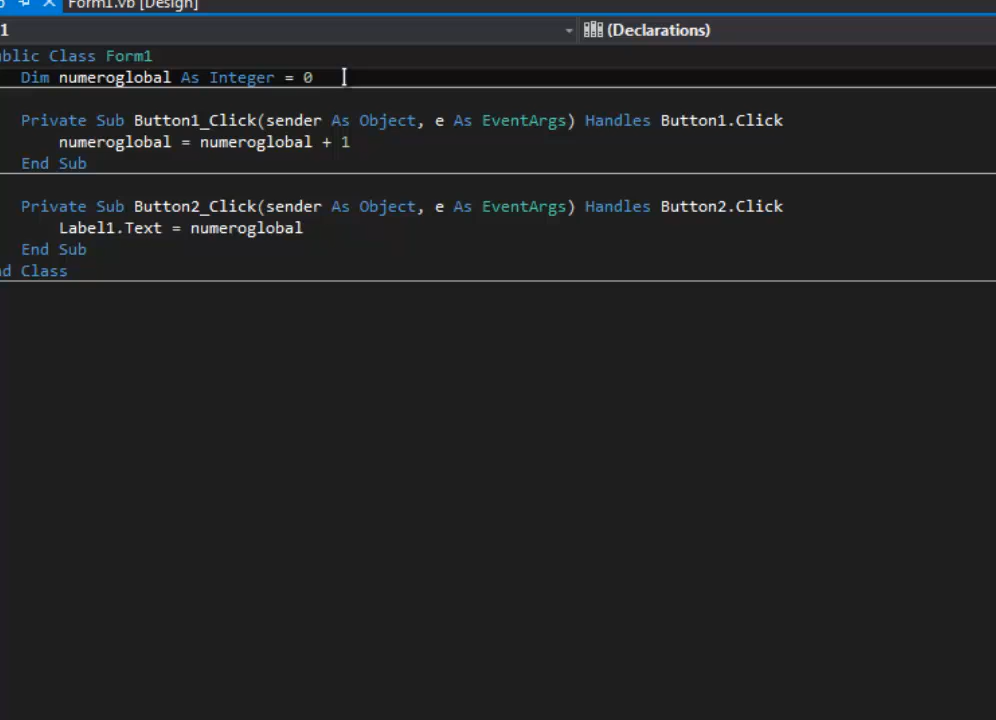 Form1.vb [Design]
1
(Declarations)
ublic Class Form1
Dim numeroglobal As Integer = 0
Private Sub Button1_Click(sender As Object, e As EventArgs) Handles Button1.Click
numeroglobal = numeroglobal + 1
End Sub
Private Sub Button2_Click(sender As Object, e As EventArgs) Handles Button2.Click
Label1.Text = numeroglobal
End Sub
nd Class